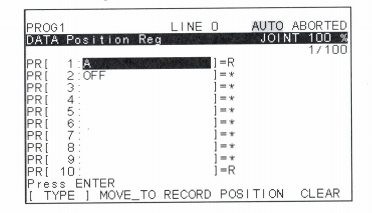 PROG1 LINE 0 AUTO ABORTED
DATA Position Reg JOINT 100 %
1/100
PR[ 1:A ]=R
PR[ 2:OFF ]=*
PR[ 3: ]=*
PR[ 4: ]=*
PR[ 5: ]=*
PR[ 6: ]=*
PR[ 7: ]=*
PR[ 8: ]=*
PR[ 9: ]=*
PR[ 10: ]=R
Press ENTER
[ TYPE ] MOVE_TO RECORD POSITION CLEAR